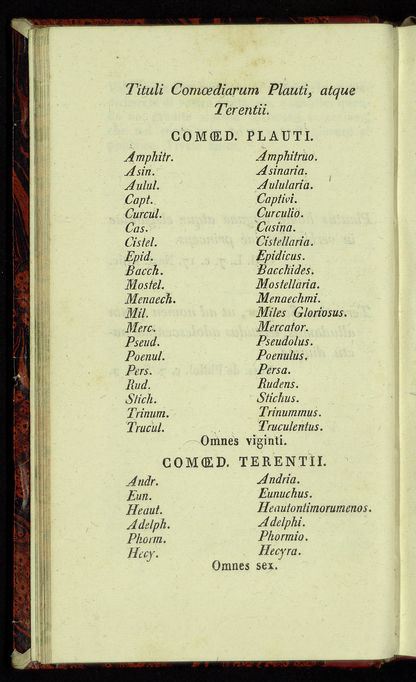 Tituli Comœdiarum Plauti, atque
Terentii.
COMŒD. PLAUTI.
Amphitr. Amphitruo.
Asin. Asinaria.
Aulul. Aulularia.
Capt. Captivi.
Curcul. Curculio.
Cas. Casina.
Cistel. Cistellaria.
Epid. Epidicus.
Bacch. Bacchides.
Mostel. Mostellaria.
Menaech. Menaechmi.
Mil. Miles Gloriosus.
Merc. Mercator.
Pseud. Pseudolus.
Poenul. Poenulus.
Pers. Persa.
Rud. Rudens.
Stich. Stichus.
Trinum. Trinummus.
Trucul. Truculentus.
Omnes viginti.
COMŒD. TERENTII.
Andr. Andria.
Eun. Eunuchus.
Heaut. Heautontimorumenos.
Adelph. Adelphi.
Phorm. Phormio.
Hecy. Hecyra.
Omnes sex.